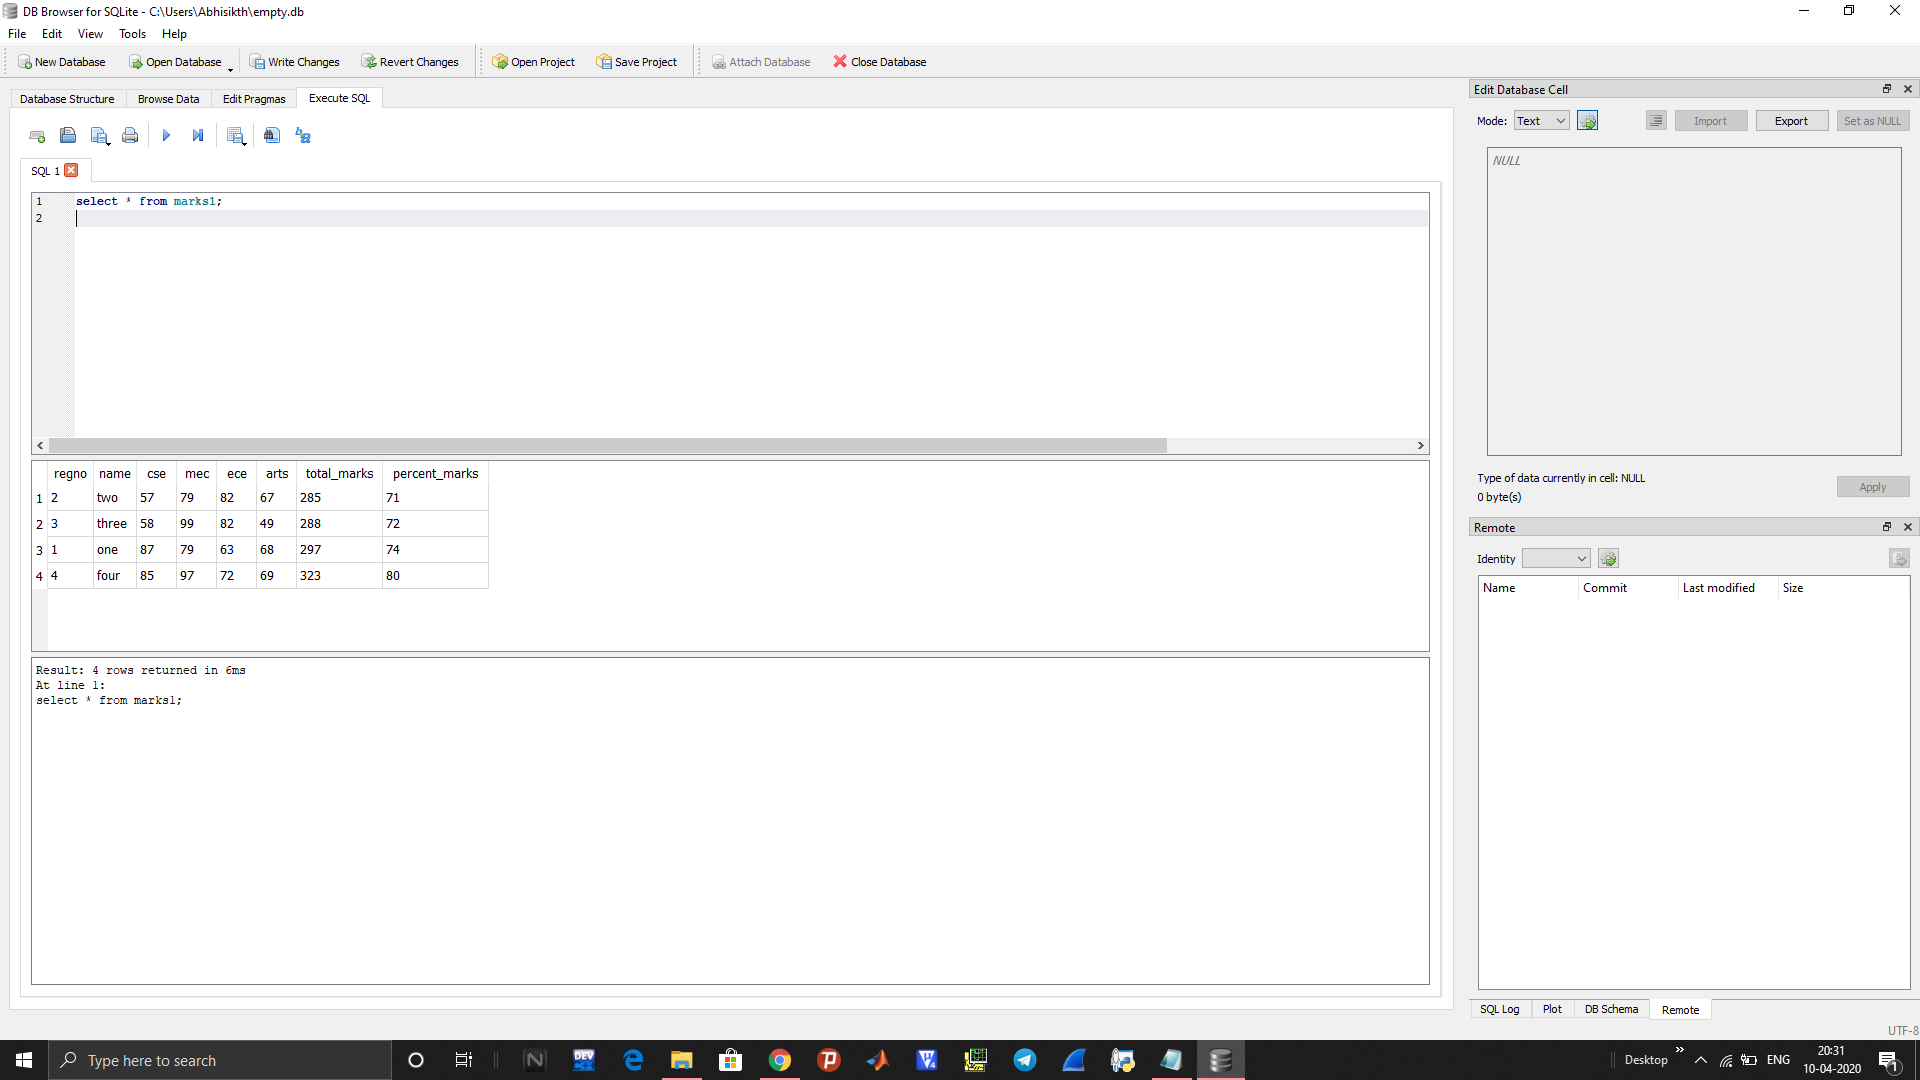 DB Browser for SQLite - C:\Users\Abhisikth\empty.db
File Edit View Tools Help
New Database Open Database Write Changes Revert Changes Open Project Save Project Attach Database Close Database
Database Structure Browse Data Edit Pragmas Execute SQL
SQL 1
1 select * from marks1;
2
regno name cse mec ece arts total_marks percent_marks
1 2 two 57 79 82 67 285 71
2 3 three 58 99 82 49 288 72
3 1 one 87 79 63 68 297 74
4 4 four 85 97 72 69 323 80
Result: 4 rows returned in 6ms
At line 1:
select * from marks1;
Edit Database Cell
Mode: Text Import Export Set as NULL
NULL
Type of data currently in cell: NULL
0 byte(s)
Apply
Remote
Identity
Name Commit Last modified Size
SQL Log Plot DB Schema Remote
UTF-8
Type here to search
DEV
Desktop » ENG
20:31
10-04-2020
1